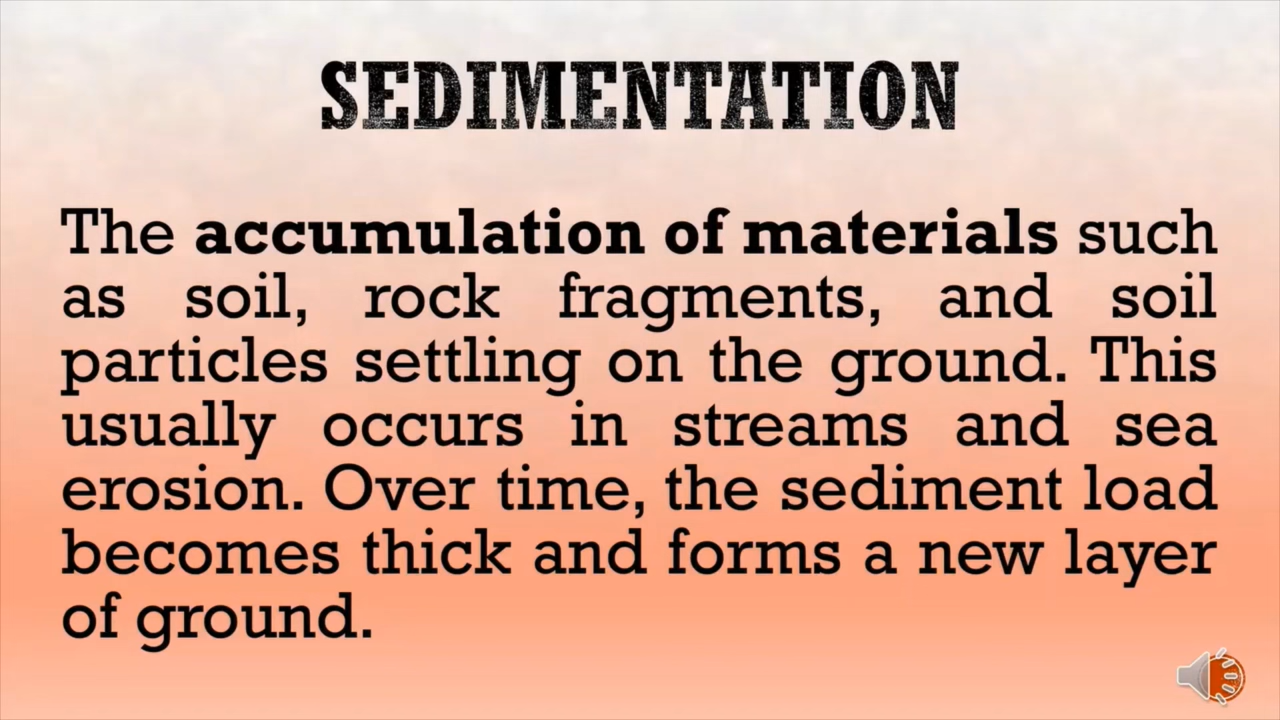 SEDIMENTATION
The accumulation of materials such
as soil, rock fragments, and soil
particles settling on the ground. This
usually occurs in streams and sea
erosion. Over time, the sediment load
becomes thick and forms a new layer
of ground.